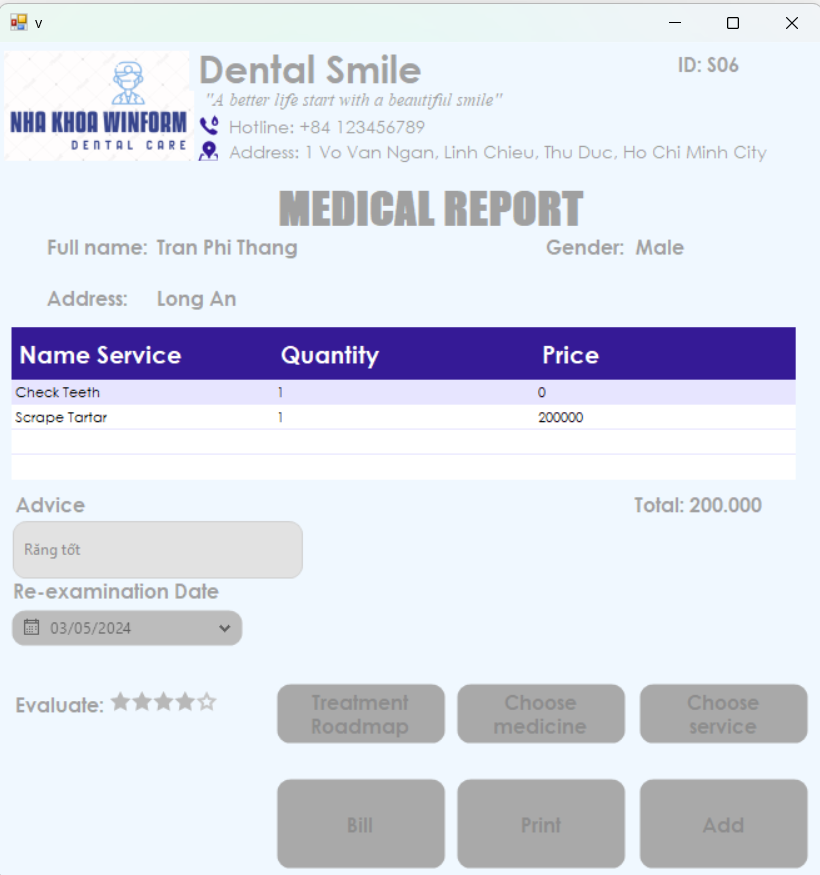 v
NHA KHOA WINFORM
DENTAL CARE
Dental Smile
ID: S06
"A better life start with a beautiful smile"
Hotline: +84 123456789
Address: 1 Vo Van Ngan, Linh Chieu, Thu Duc, Ho Chi Minh City
MEDICAL REPORT
Full name: Tran Phi Thang Gender: Male
Address: Long An
Name Service Quantity Price
Check Teeth 1 0
Scrape Tartar 1 200000
Advice Total: 200.000
Răng tốt
Re-examination Date
03/05/2024
Evaluate:
Treatment
Roadmap
Choose
medicine
Choose
service
Bill
Print
Add